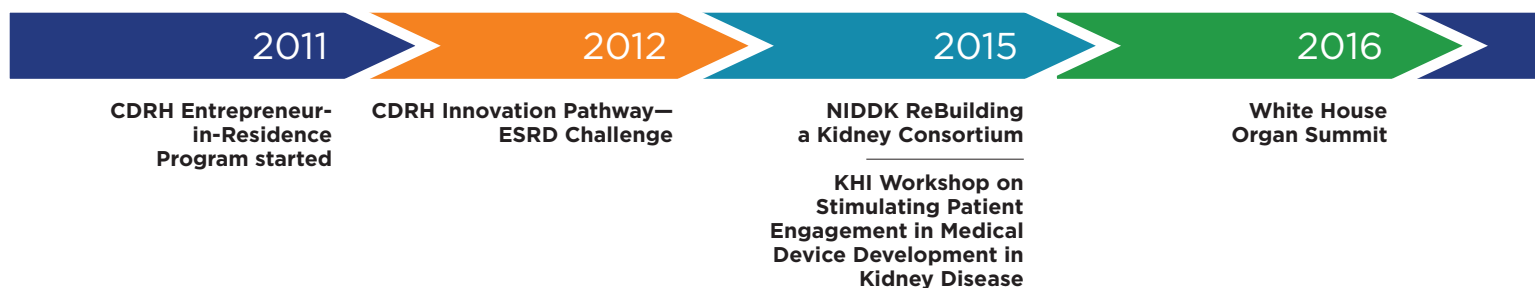 2011
CDRH Entrepreneur-
in-Residence
Program started
2012
CDRH Innovation Pathway—
ESRD Challenge
2015
NIDDK ReBuilding
a Kidney Consortium
KHI Workshop on
Stimulating Patient
Engagement in Medical
Device Development in
Kidney Disease
2016
White House
Organ Summit